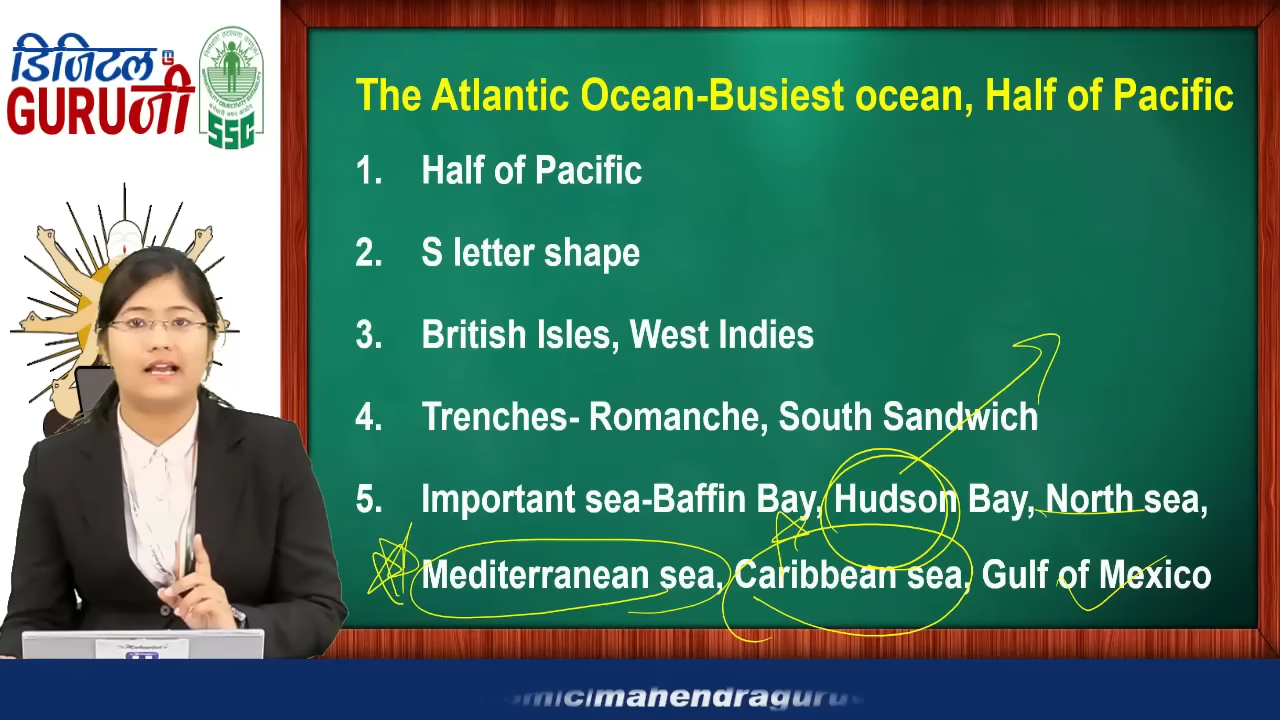 डिजिटल
GURUजी
SSC
The Atlantic Ocean-Busiest ocean, Half of Pacific
1. Half of Pacific
2. S letter shape
3. British Isles, West Indies
4. Trenches- Romanche, South Sandwich
5. Important sea-Baffin Bay, Hudson Bay, North sea,
Mediterranean sea, Caribbean sea, Gulf of Mexico
mahendraguru